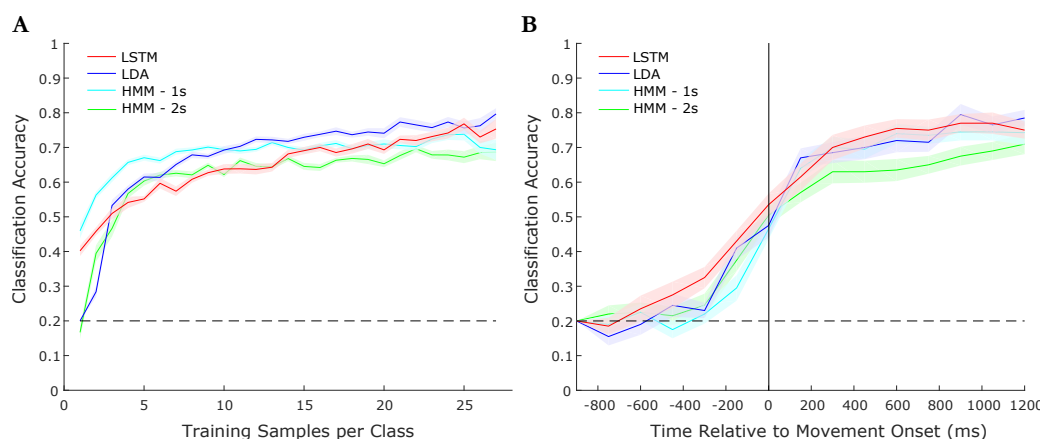 A
1
0.9
0.8
0.7
0.6
0.5
0.4
0.3
0.2
0.1
0
Classification Accuracy
LSTM
LDA
HMM - 1s
HMM - 2s
0 5 10 15 20 25
Training Samples per Class
B
1
0.9
0.8
0.7
0.6
0.5
0.4
0.3
0.2
0.1
0
Classification Accuracy
LSTM
LDA
HMM - 1s
HMM - 2s
-800 -600 -400 -200 0 200 400 600 800 1000 1200
Time Relative to Movement Onset (ms)